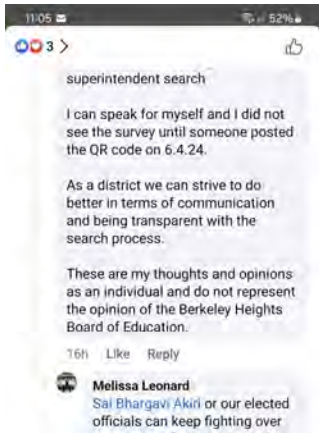 11:05 52%
3 >
superintendent search
I can speak for myself and I did not
see the survey until someone posted
the QR code on 6.4.24.
As a district we can strive to do
better in terms of communication
and being transparent with the
search process.
These are my thoughts and opinions
as an individual and do not represent
the opinion of the Berkeley Heights
Board of Education.
16h Like Reply
Melissa Leonard
Sai Bhargavi Akiri or our elected
officials can keep fighting over